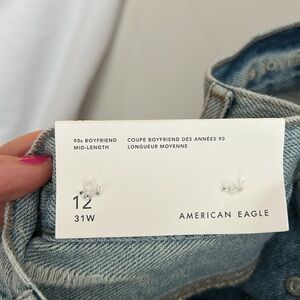 90s BOYFRIEND COUPE BOYFRIEND DES ANNÉES 90
MID-LENGTH LONGUEUR MOYENNE
12
31W AMERICAN EAGLE